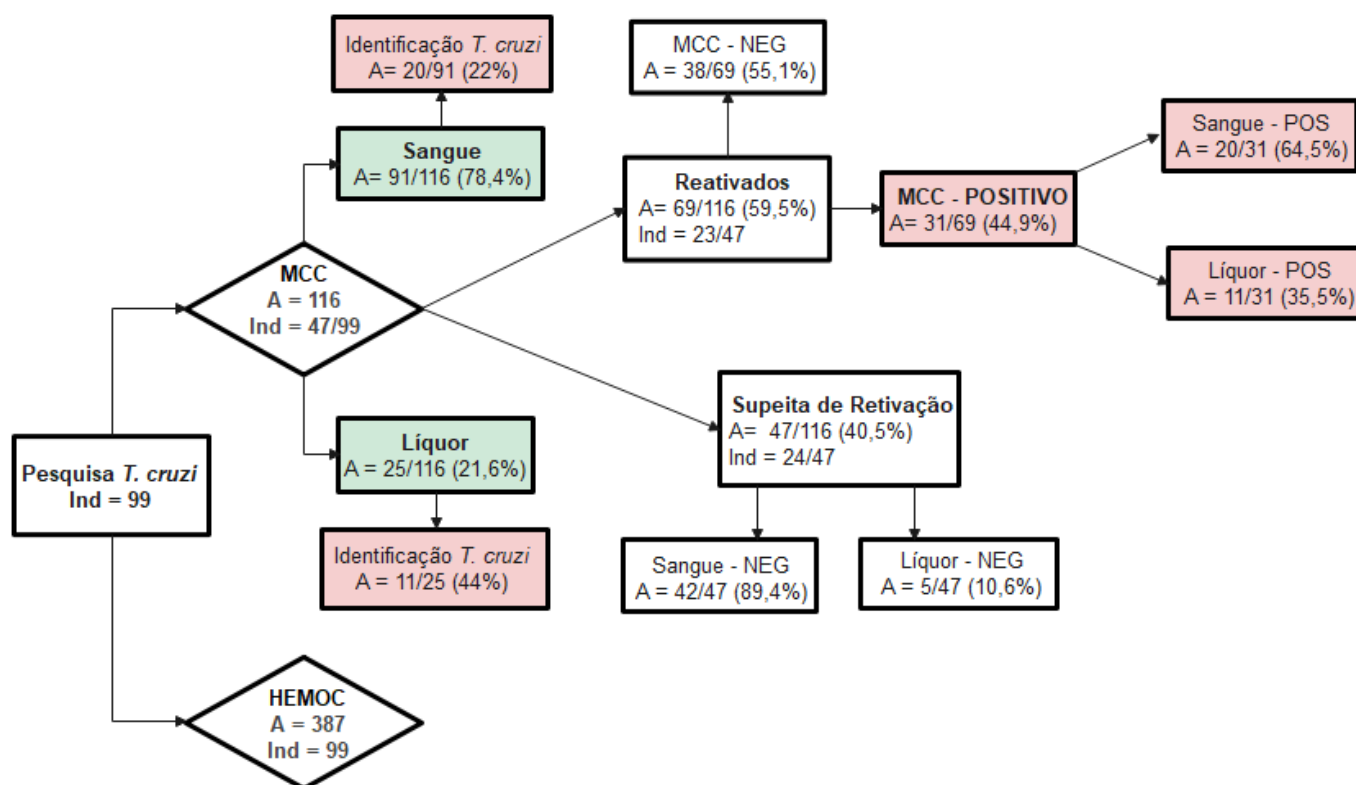 Identificação T. cruzi
A= 20/91 (22%)
Sangue
A= 91/116 (78,4%)
MCC - NEG
A = 38/69 (55,1%)
Reativados
A= 69/116 (59,5%)
Ind = 23/47
MCC - POSITIVO
A= 31/69 (44,9%)
Sangue - POS
A = 20/31 (64,5%)
Líquor - POS
A = 11/31 (35,5%)
MCC
A = 116
Ind = 47/99
Supeita de Retivação
A= 47/116 (40,5%)
Ind = 24/47
Líquor
A = 25/116 (21,6%)
Pesquisa T. cruzi
Ind = 99
Identificação T. cruzi
A = 11/25 (44%)
Sangue - NEG
A = 42/47 (89,4%)
Líquor - NEG
A = 5/47 (10,6%)
HEMOC
A = 387
Ind = 99